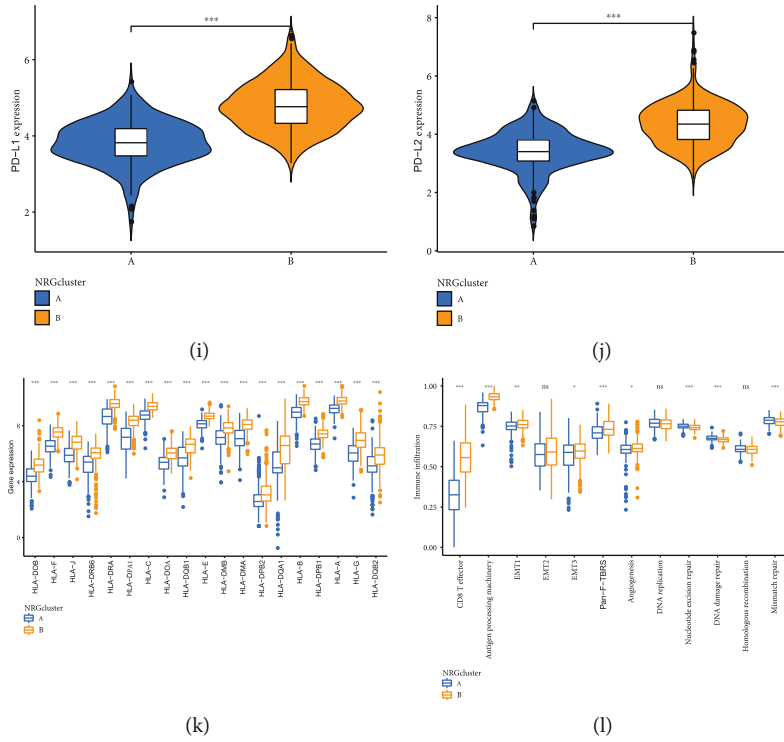 ***
PD-L1 expression
6
4
2
A
B
NRGcluster
A
B
(i)
***
PD-L2 expression
8
6
4
2
0
A
B
NRGcluster
A
B
(j)
*** *** *** *** *** *** *** *** *** *** *** *** *** *** *** *** *** *** ***
Gene expression
8
4
0
HLA-DOB
HLA-F
HLA-J
HLA-DRB6
HLA-DRA
HLA-DPA1
HLA-C
HLA-DOA
HLA-DQB1
HLA-E
HLA-DMB
HLA-DMA
HLA-DPB2
HLA-DQA1
HLA-B
HLA-DPB1
HLA-A
HLA-G
HLA-DQB2
NRGcluster
A
B
(k)
*** *** ** ns * *** * ns *** *** ns ***
Immune infiltration
1.00
0.75
0.50
0.25
0.00
CD8 T effector
Antigen processing machinery
EMT1
EMT2
EMT3
Pan-F-TBRS
Angiogenesis
DNA replication
Nucleotide excision repair
DNA damage repair
Homologous recombination
Mismatch repair
NRGcluster
A
B
(l)